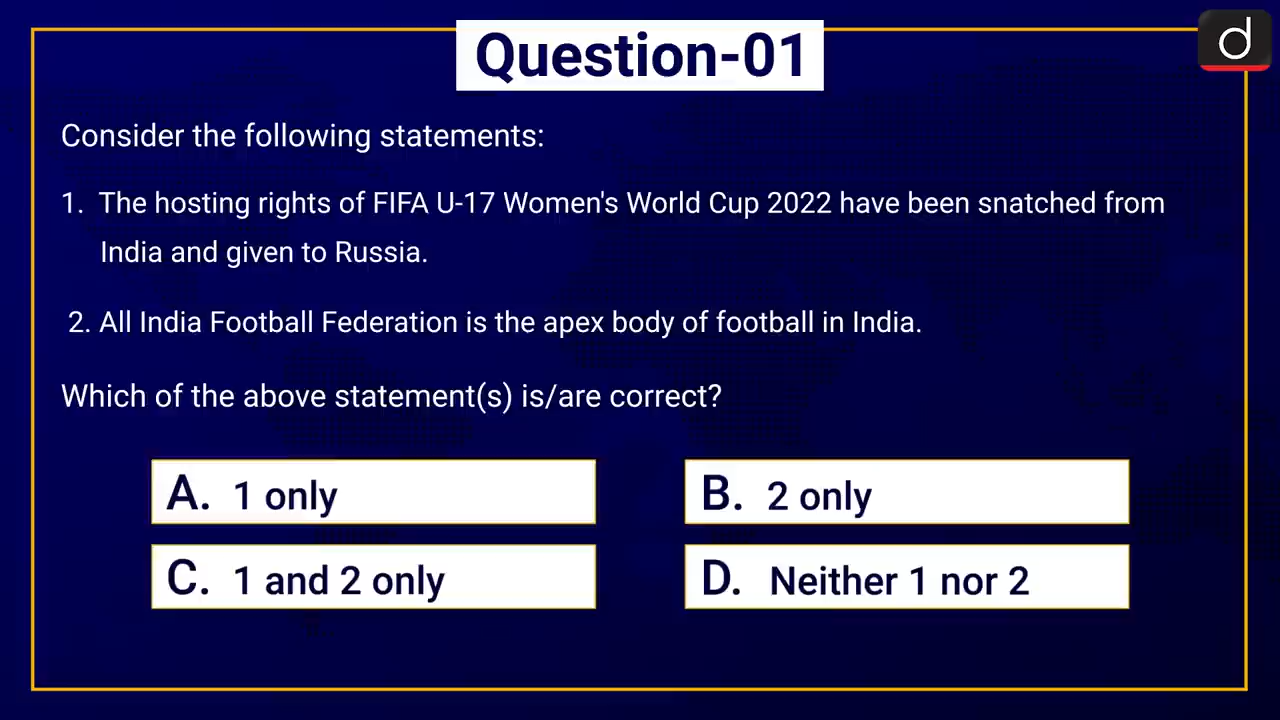 Question-01
d
Consider the following statements:
1. The hosting rights of FIFA U-17 Women's World Cup 2022 have been snatched from
India and given to Russia.
2. All India Football Federation is the apex body of football in India.
Which of the above statement(s) is/are correct?
A. 1 only
B. 2 only
C. 1 and 2 only
D. Neither 1 nor 2